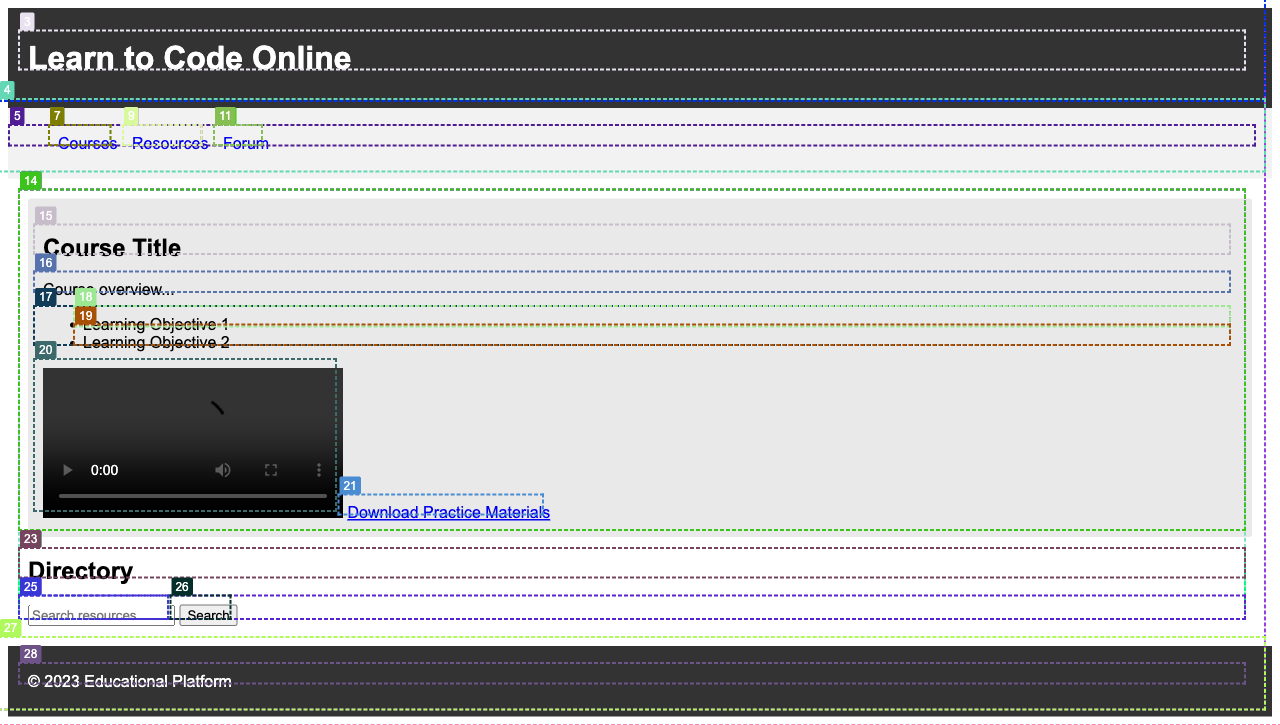 3
Learn to Code Online
4
5
7
9
11
Courses Resources Forum
14
15
Course Title
16
Course overview...
17
18
19
Learning Objective 1
Learning Objective 2
20
0:00
21
Download Practice Materials
23
Directory
25
26
Search resources Search
27
28
© 2023 Educational Platform